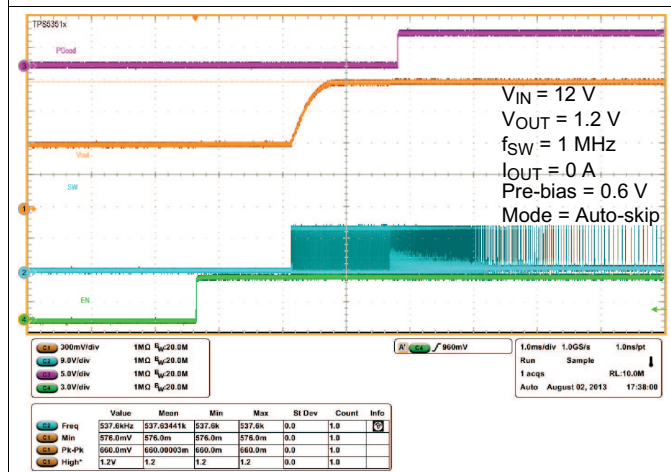 TPS5351x
PGood
3
VIN = 12 V
VOUT = 1.2 V
fSW = 1 MHz
IOUT = 0 A
Pre-bias = 0.6 V
Mode = Auto-skip
Vout
SW
1
2
EN
4
C1 300mV/div 1MΩ BW:20.0M
C2 9.0V/div 1MΩ BW:20.0M
C3 5.0V/div 1MΩ BW:20.0M
C4 3.0V/div 1MΩ BW:20.0M
A' C4 960mV
1.0ms/div 1.0GS/s 1.0ns/pt
Run Sample
1 acqs RL:10.0M
Auto August 02, 2013 17:38:00
Value Mean Min Max St Dev Count Info
C2 Freq 537.6kHz 537.63441k 537.6k 537.6k 0.0 1.0
C1 Min 576.0mV 576.0m 576.0m 576.0m 0.0 1.0
C1 Pk-Pk 660.0mV 660.00003m 660.0m 660.0m 0.0 1.0
C1 High* 1.2V 1.2 1.2 1.2 0.0 1.0